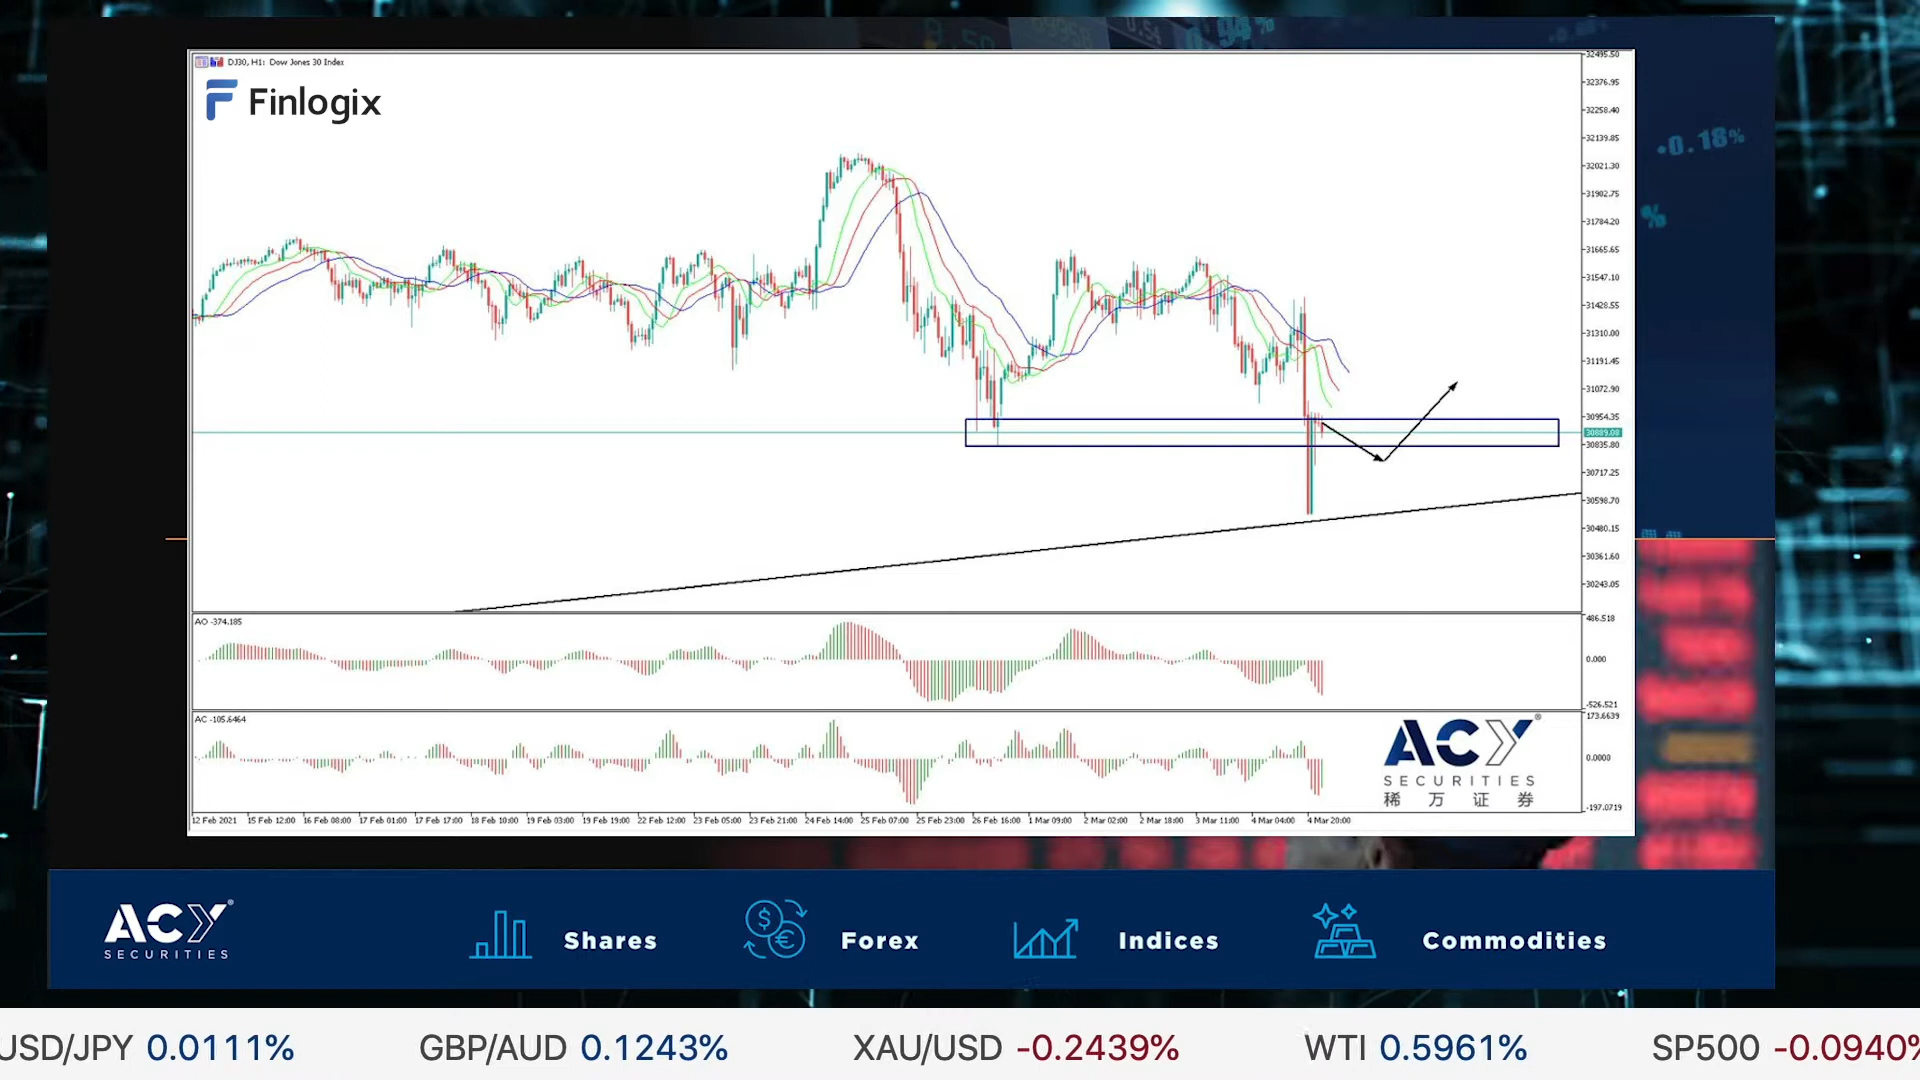 0.18%
%
DJ30, H1: Dow Jones 30 Index
Finlogix
32495.50
32376.95
32258.40
32139.85
32021.30
31902.75
31784.20
31665.65
31547.10
31428.55
31310.00
31191.45
31072.90
30954.35
30889.08
30835.80
30717.25
30598.70
30480.15
30361.60
30243.05
AO -374.185
486.518
0.000
-526.521
AC -105.6464
173.6639
0.0000
-197.0719
ACY
SECURITIES
稀万证券
12 Feb 2021 15 Feb 12:00 16 Feb 08:00 17 Feb 01:00 17 Feb 17:00 18 Feb 10:00 19 Feb 03:00 19 Feb 19:00 22 Feb 12:00 23 Feb 05:00 23 Feb 21:00 24 Feb 14:00 25 Feb 07:00 25 Feb 23:00 26 Feb 16:00 1 Mar 09:00 2 Mar 02:00 2 Mar 18:00 3 Mar 11:00 4 Mar 04:00 4 Mar 20:00
ACY
SECURITIES
Shares
Forex
Indices
Commodities
USD/JPY 0.0111% GBP/AUD 0.1243% XAU/USD -0.2439% WTI 0.5961% SP500 -0.0940%